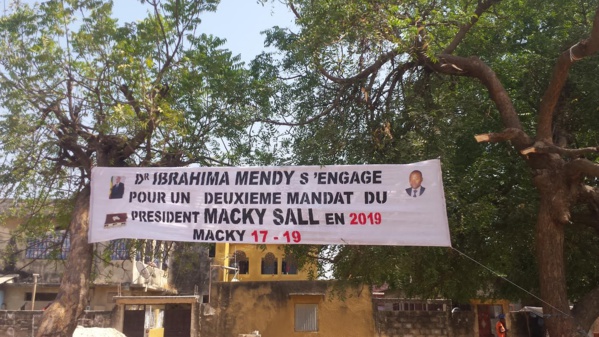 DR IBRAHIMA MENDY S'ENGAGE
POUR UN DEUXIEME MANDAT DU
PRESIDENT MACKY SALL EN 2019
MACKY 17-19